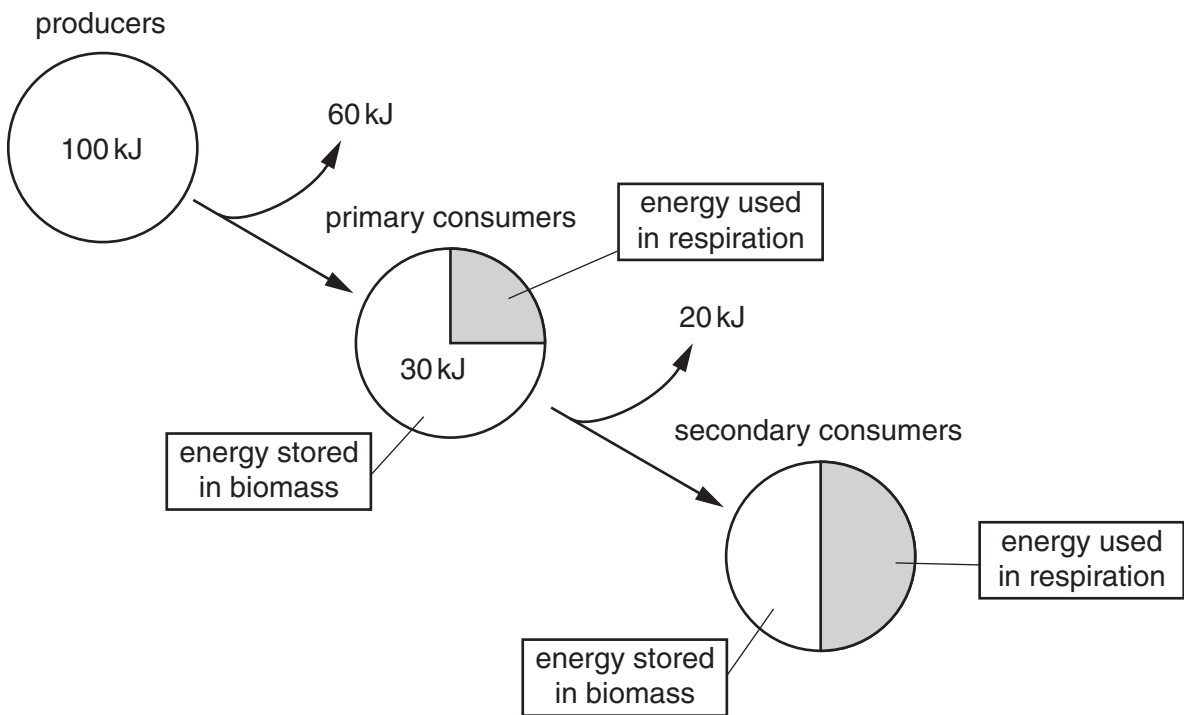 producers
100 kJ
60 kJ
primary consumers
energy used
in respiration
30 kJ
20 kJ
energy stored
in biomass
secondary consumers
energy used
in respiration
energy stored
in biomass